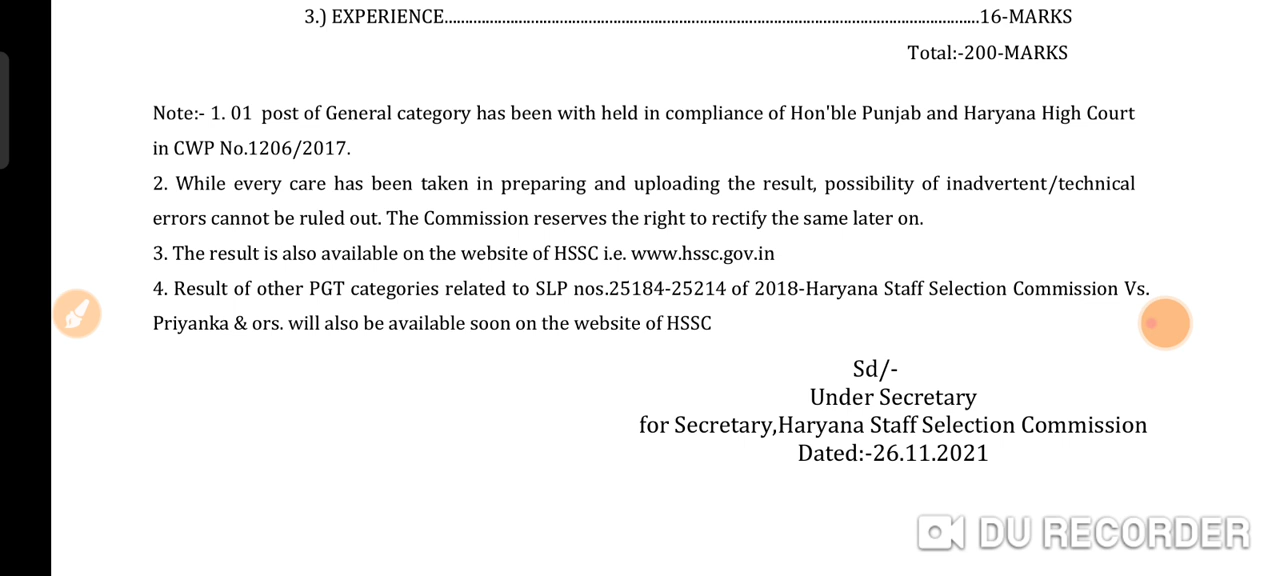 3.) EXPERIENCE....................................................................................................................................16-MARKS
Total:-200-MARKS
Note:- 1. 01 post of General category has been with held in compliance of Hon'ble Punjab and Haryana High Court
in CWP No.1206/2017.
2. While every care has been taken in preparing and uploading the result, possibility of inadvertent/technical
errors cannot be ruled out. The Commission reserves the right to rectify the same later on.
3. The result is also available on the website of HSSC i.e. www.hssc.gov.in
4. Result of other PGT categories related to SLP nos.25184-25214 of 2018-Haryana Staff Selection Commission Vs.
Priyanka & ors. will also be available soon on the website of HSSC
Sd/-
Under Secretary
for Secretary,Haryana Staff Selection Commission
Dated:-26.11.2021
DU RECORDER